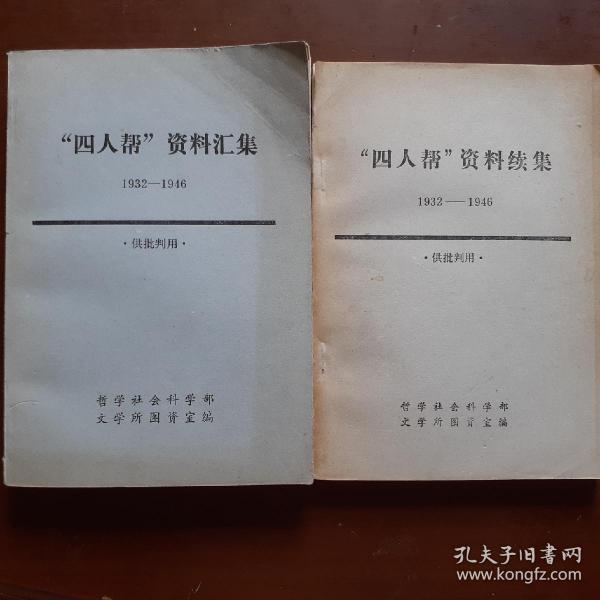 “四人帮”资料汇集
1932—1946
·供批判用·
哲学社会科学部
文学所图资室编
“四人帮”资料续集
1932——1946
·供批判用·
哲学社会科学部
文学所图资室编
孔夫子旧书网
www.kongfz.com